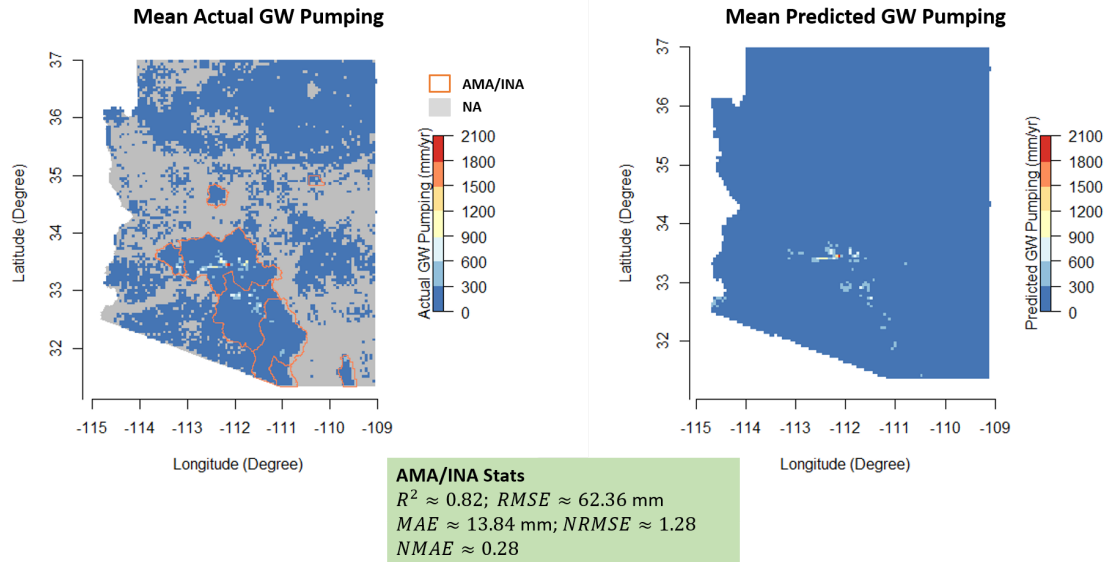 Mean Actual GW Pumping
37
36
35
34
33
32
Latitude (Degree)
-115 -114 -113 -112 -111 -110 -109
Longitude (Degree)
AMA/INA
NA
Actual GW Pumping (mm/yr)
2100
1800
1500
1200
900
600
300
0
Mean Predicted GW Pumping
37
36
35
34
33
32
Latitude (Degree)
-115 -114 -113 -112 -111 -110 -109
Longitude (Degree)
Predicted GW Pumping (mm/yr)
2100
1800
1500
1200
900
600
300
0
AMA/INA Stats
R² ≈ 0.82; RMSE ≈ 62.36 mm
MAE ≈ 13.84 mm; NRMSE ≈ 1.28
NMAE ≈ 0.28